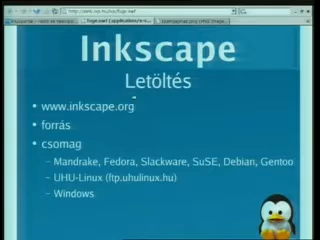 Inkscape
Letöltés
• www.inkscape.org
• forrás
• csomag
– Mandrake, Fedora, Slackware, SuSE, Debian, Gentoo
– UHU-Linux (ftp.uhulinux.hu)
– Windows